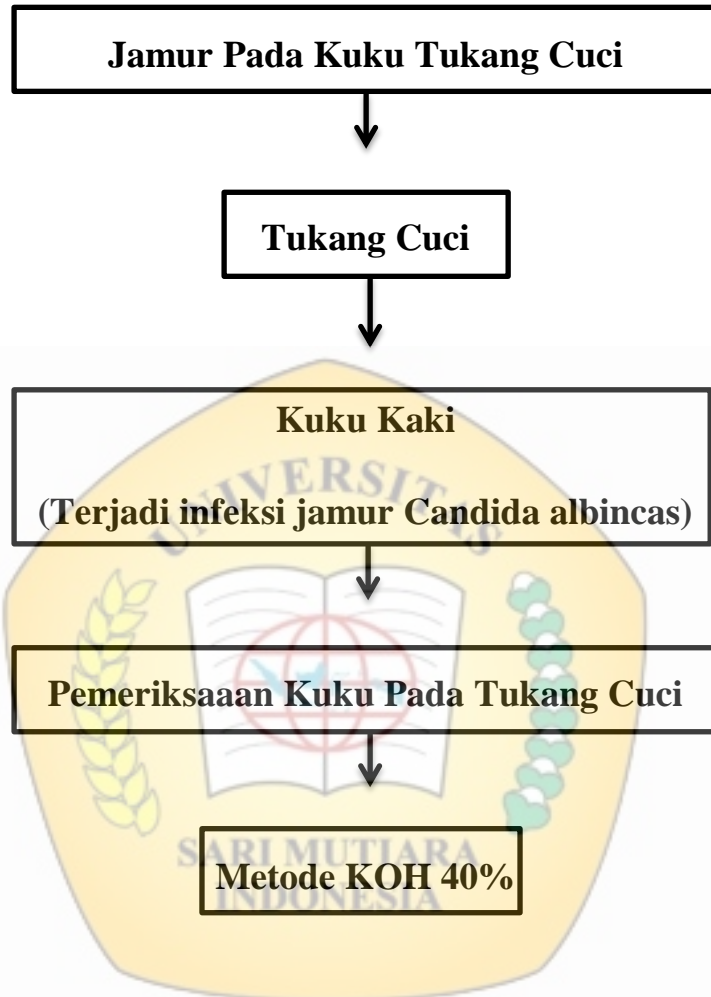 Jamur Pada Kuku Tukang Cuci
Tukang Cuci
Kuku Kaki
UNIVERSITAS
(Terjadi infeksi jamur Candida albincas)
Pemeriksaaan Kuku Pada Tukang Cuci
SARI MUTIARA
Metode KOH 40%
INDONESIA